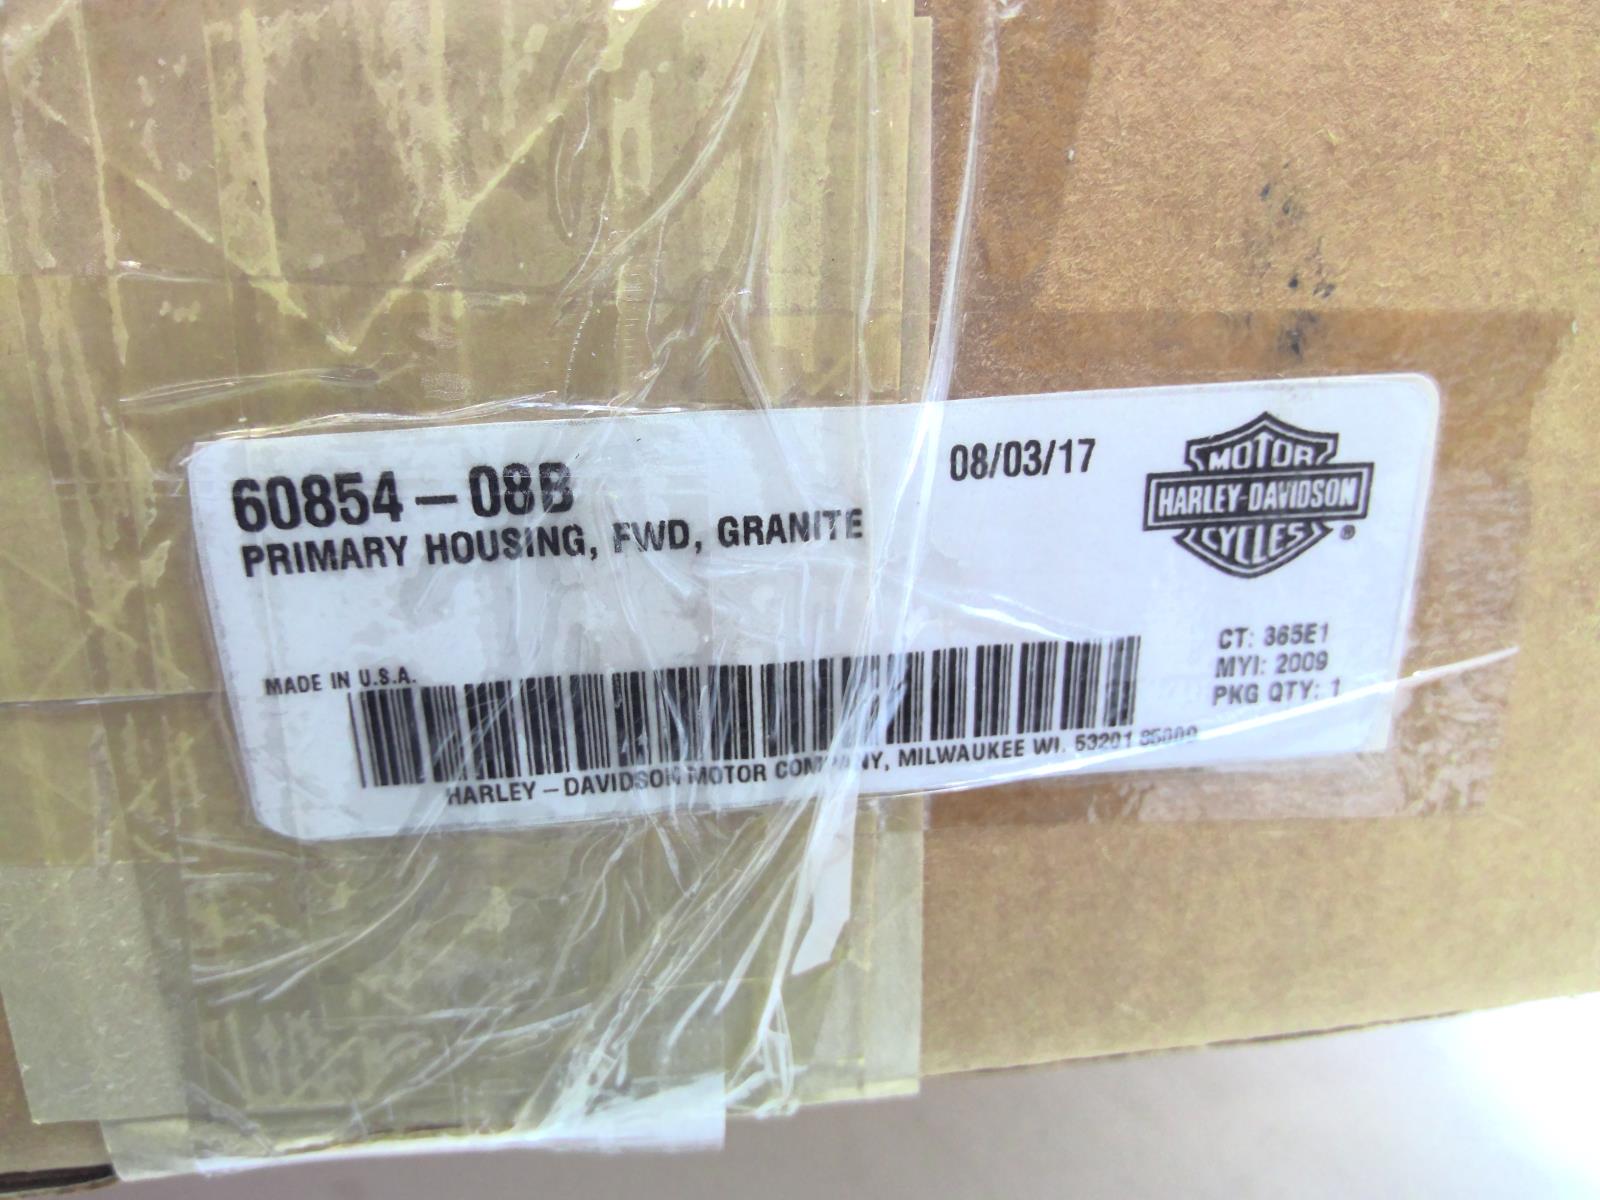 60854-08B
08/03/17
PRIMARY HOUSING, FWD, GRANITE
MOTOR
HARLEY-DAVIDSON
CYCLES
®
CT: 365E1
MYI: 2009
PKG QTY: 1
MADE IN U.S.A.
HARLEY-DAVIDSON MOTOR COMPANY, MILWAUKEE WI. 53201